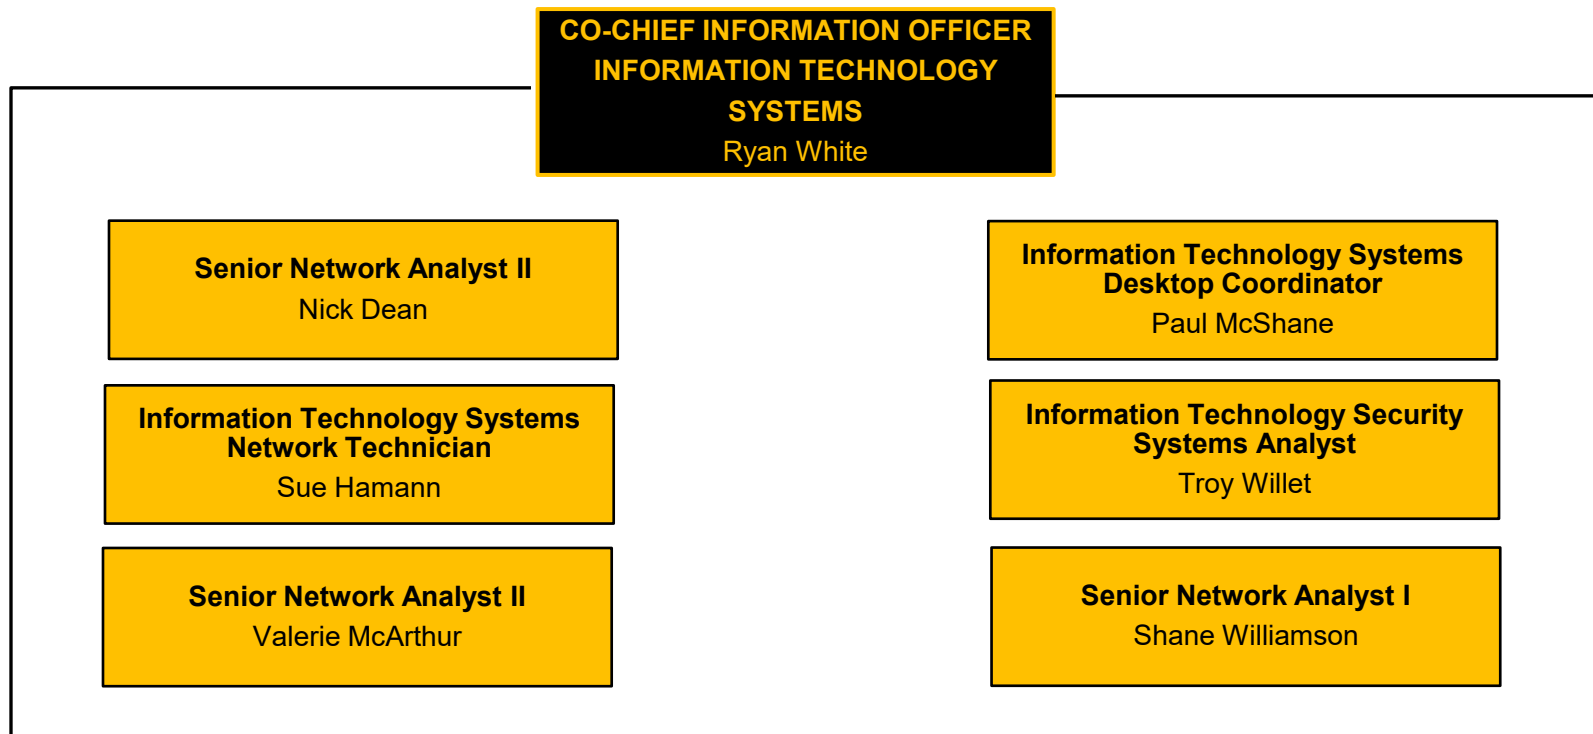 CO-CHIEF INFORMATION OFFICER
INFORMATION TECHNOLOGY
SYSTEMS
Ryan White
Senior Network Analyst II
Nick Dean
Information Technology Systems
Desktop Coordinator
Paul McShane
Information Technology Systems
Network Technician
Sue Hamann
Information Technology Security
Systems Analyst
Troy Willet
Senior Network Analyst II
Valerie McArthur
Senior Network Analyst I
Shane Williamson